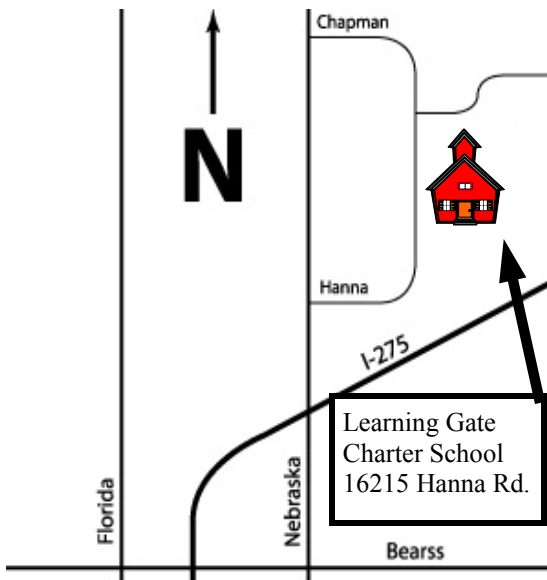 Chapman
N
Hanna
I-275
Learning Gate
Charter School
16215 Hanna Rd.
Florida
Nebraska
Bearss